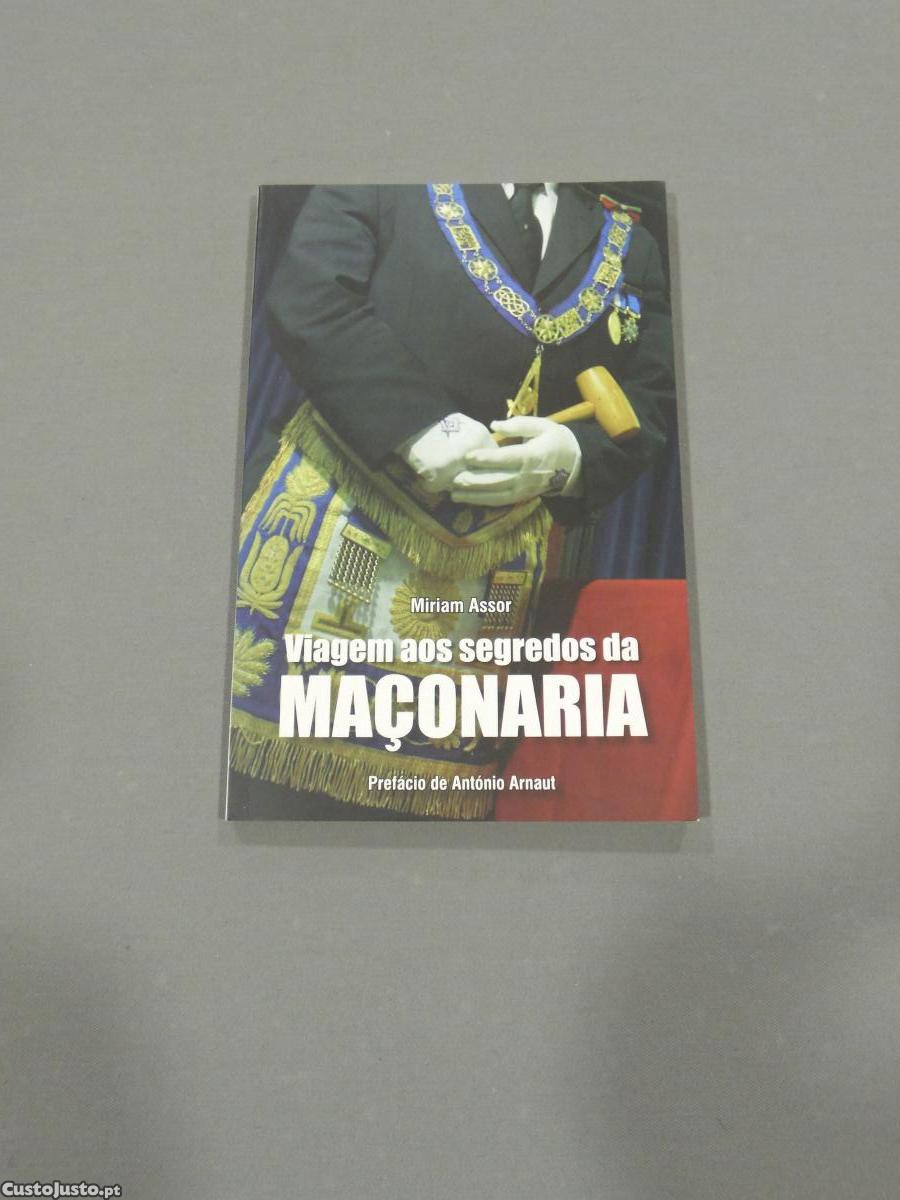 Miriam Assor
Viagem aos segredos da
MAÇONARIA
Prefácio de António Arnaut
CustoJusto.pt